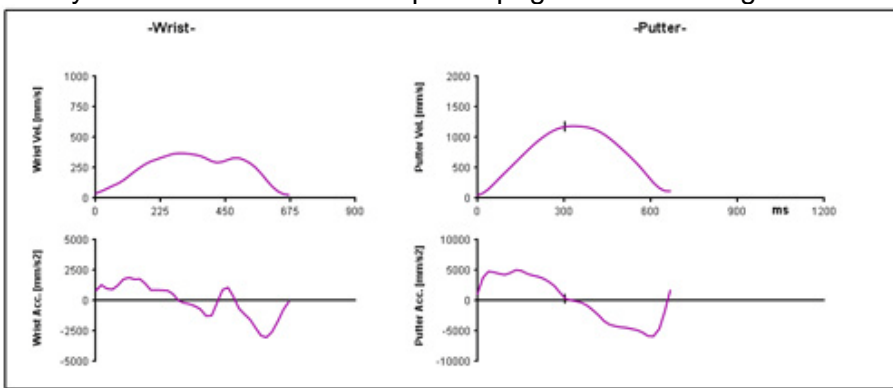 -Wrist-
-Putter-
Wrist Vel. [mm/s]
1000
750
500
250
0
0 225 450 675 900
Putter Vel. [mm/s]
2000
1500
1000
500
0
0 300 600 900 ms 1200
Wrist Acc. [mm/s2]
5000
2500
0
-2500
-5000
Putter Acc. [mm/s2]
10000
5000
0
-5000
-10000